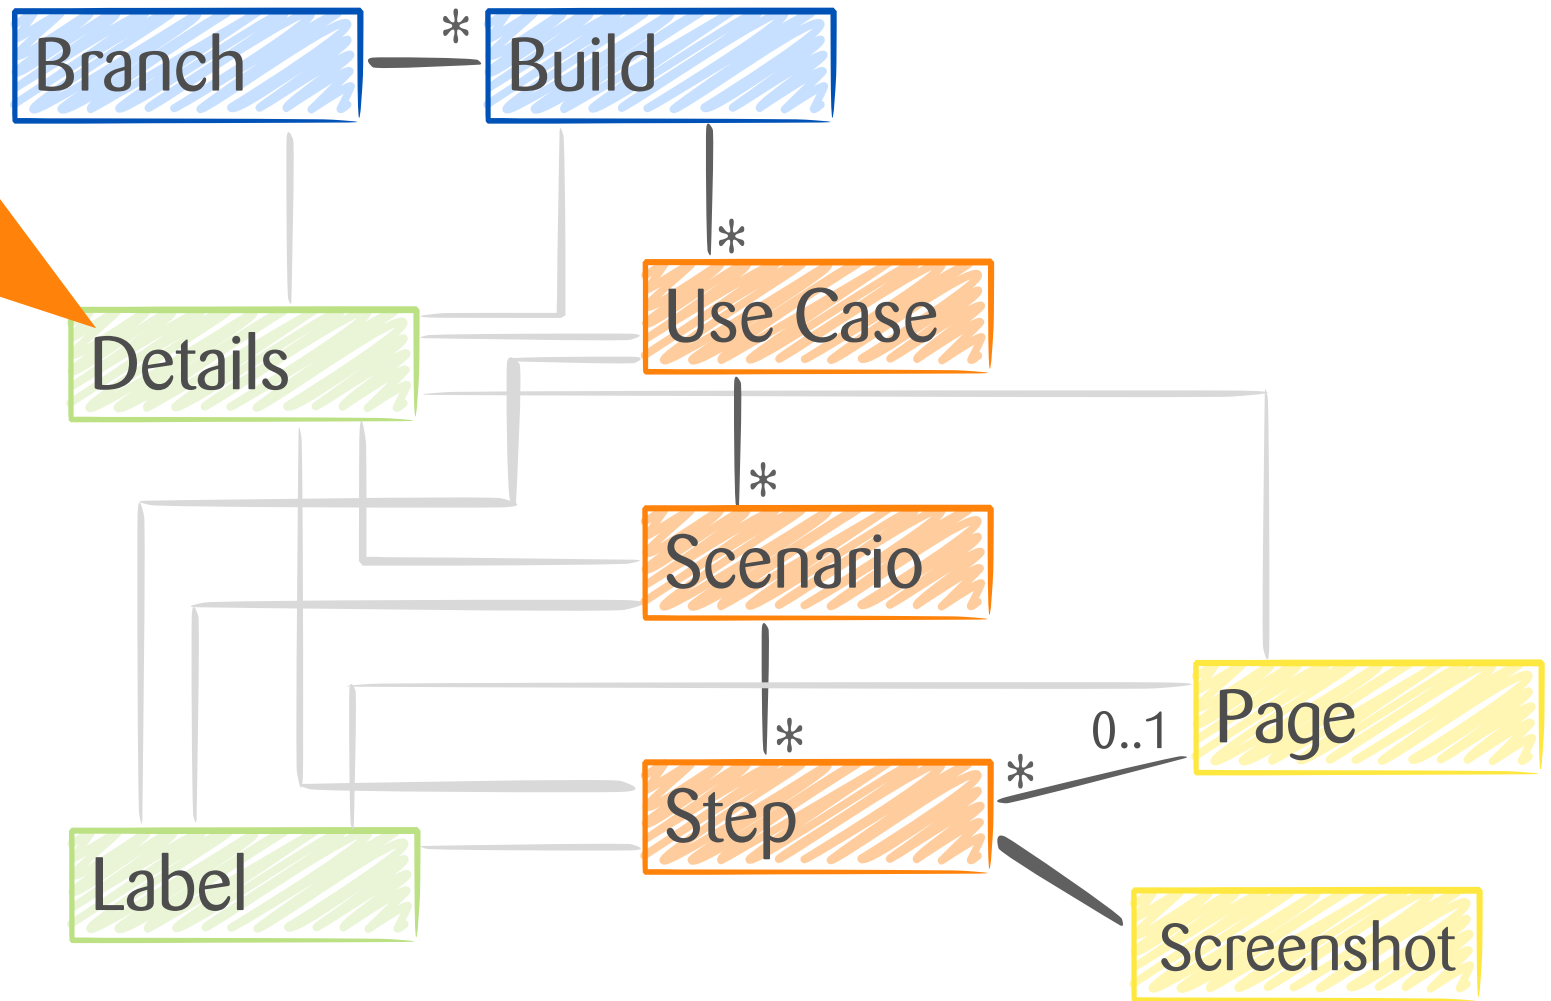 Branch
*
Build
*
Use Case
Details
*
Scenario
*
0..1
Page
*
Step
Label
Screenshot